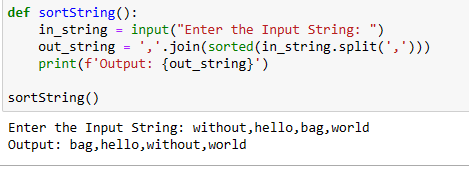 def sortString():
    in_string = input("Enter the Input String: ")
    out_string = ','.join(sorted(in_string.split(',')))
    print(f'Output: {out_string}')
sortString()
Enter the Input String: without,hello,bag,world
Output: bag,hello,without,world